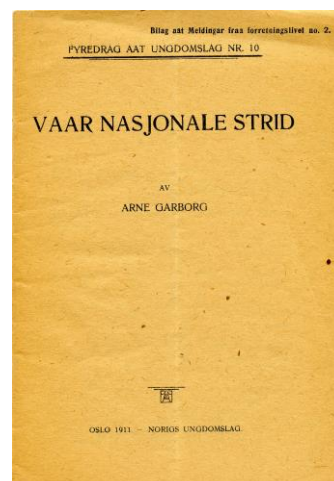 Bilag aat Meldingar fraa forretningslivet no. 2.
FYREDRAG AAT UNGDOMSLAG NR. 10
VAAR NASJONALE STRID
AV
ARNE GARBORG
OSLO 1911 — NORIGS UNGDOMSLAG